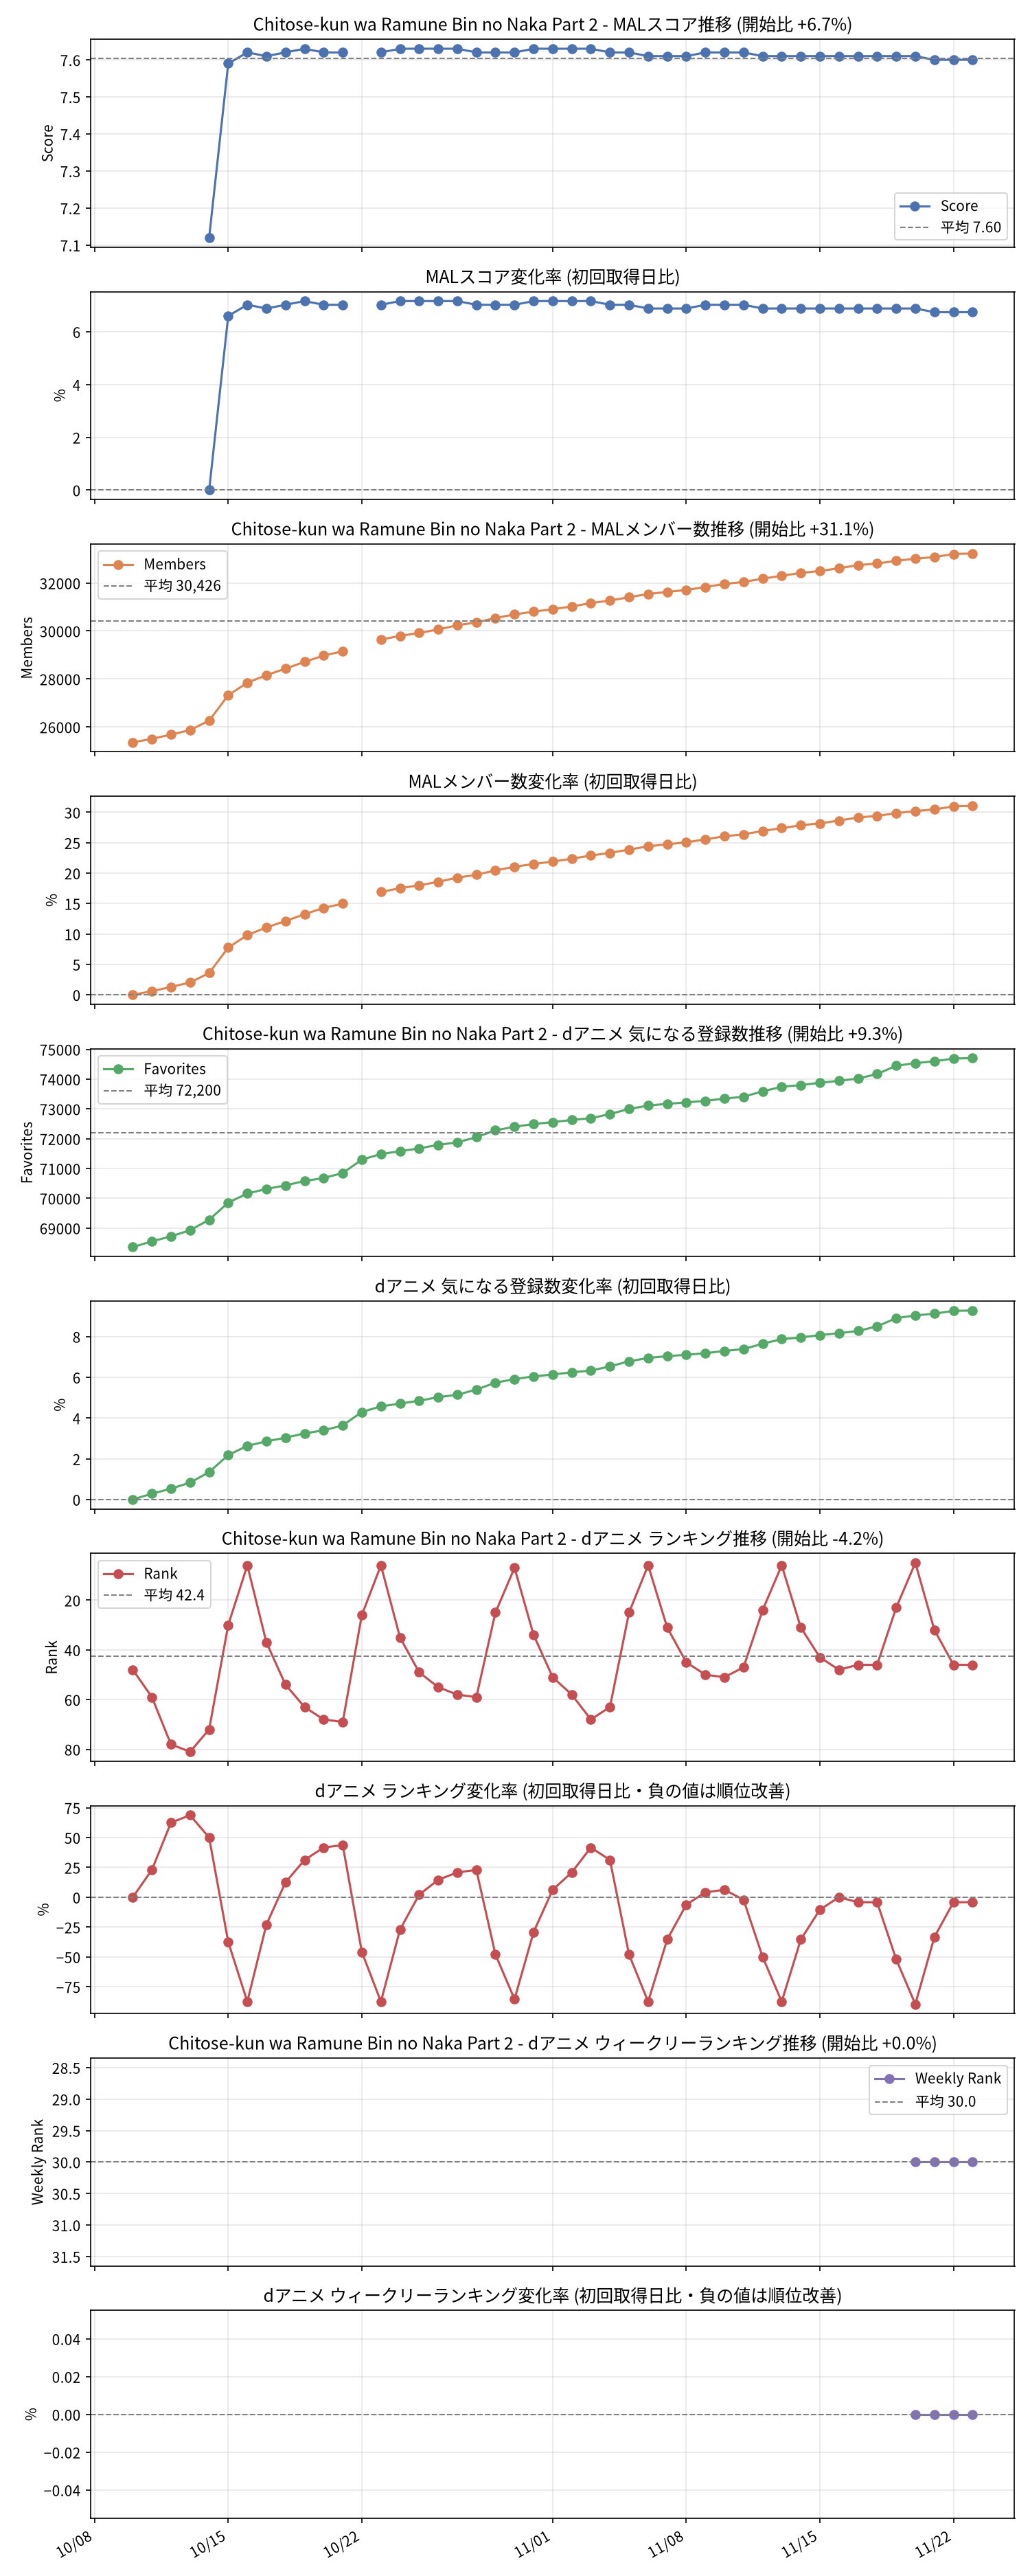 Chitose-kun wa Ramune Bin no Naka Part 2 - MALスコア推移 (開始比 +6.7%)
7.6
7.5
7.4
7.3
7.2
7.1
Score
Score
平均 7.60
MALスコア変化率 (初回取得日比)
6
4
2
0
%
Chitose-kun wa Ramune Bin no Naka Part 2 - MALメンバー数推移 (開始比 +31.1%)
Members
平均 30,426
32000
30000
28000
26000
Members
MALメンバー数変化率 (初回取得日比)
30
25
20
15
10
5
0
%
Chitose-kun wa Ramune Bin no Naka Part 2 - dアニメ 気になる登録数推移 (開始比 +9.3%)
Favorites
平均 72,200
75000
74000
73000
72000
71000
70000
69000
Favorites
dアニメ 気になる登録数変化率 (初回取得日比)
8
6
4
2
0
%
Chitose-kun wa Ramune Bin no Naka Part 2 - dアニメ ランキング推移 (開始比 -4.2%)
Rank
平均 42.4
20
40
60
80
Rank
dアニメ ランキング変化率 (初回取得日比・負の値は順位改善)
75
50
25
0
−25
−50
−75
%
Chitose-kun wa Ramune Bin no Naka Part 2 - dアニメ ウィークリーランキング推移 (開始比 +0.0%)
Weekly Rank
平均 30.0
28.5
29.0
29.5
30.0
30.5
31.0
31.5
Weekly Rank
dアニメ ウィークリーランキング変化率 (初回取得日比・負の値は順位改善)
0.04
0.02
0.00
−0.02
−0.04
%
10/08
10/15
10/22
11/01
11/08
11/15
11/22